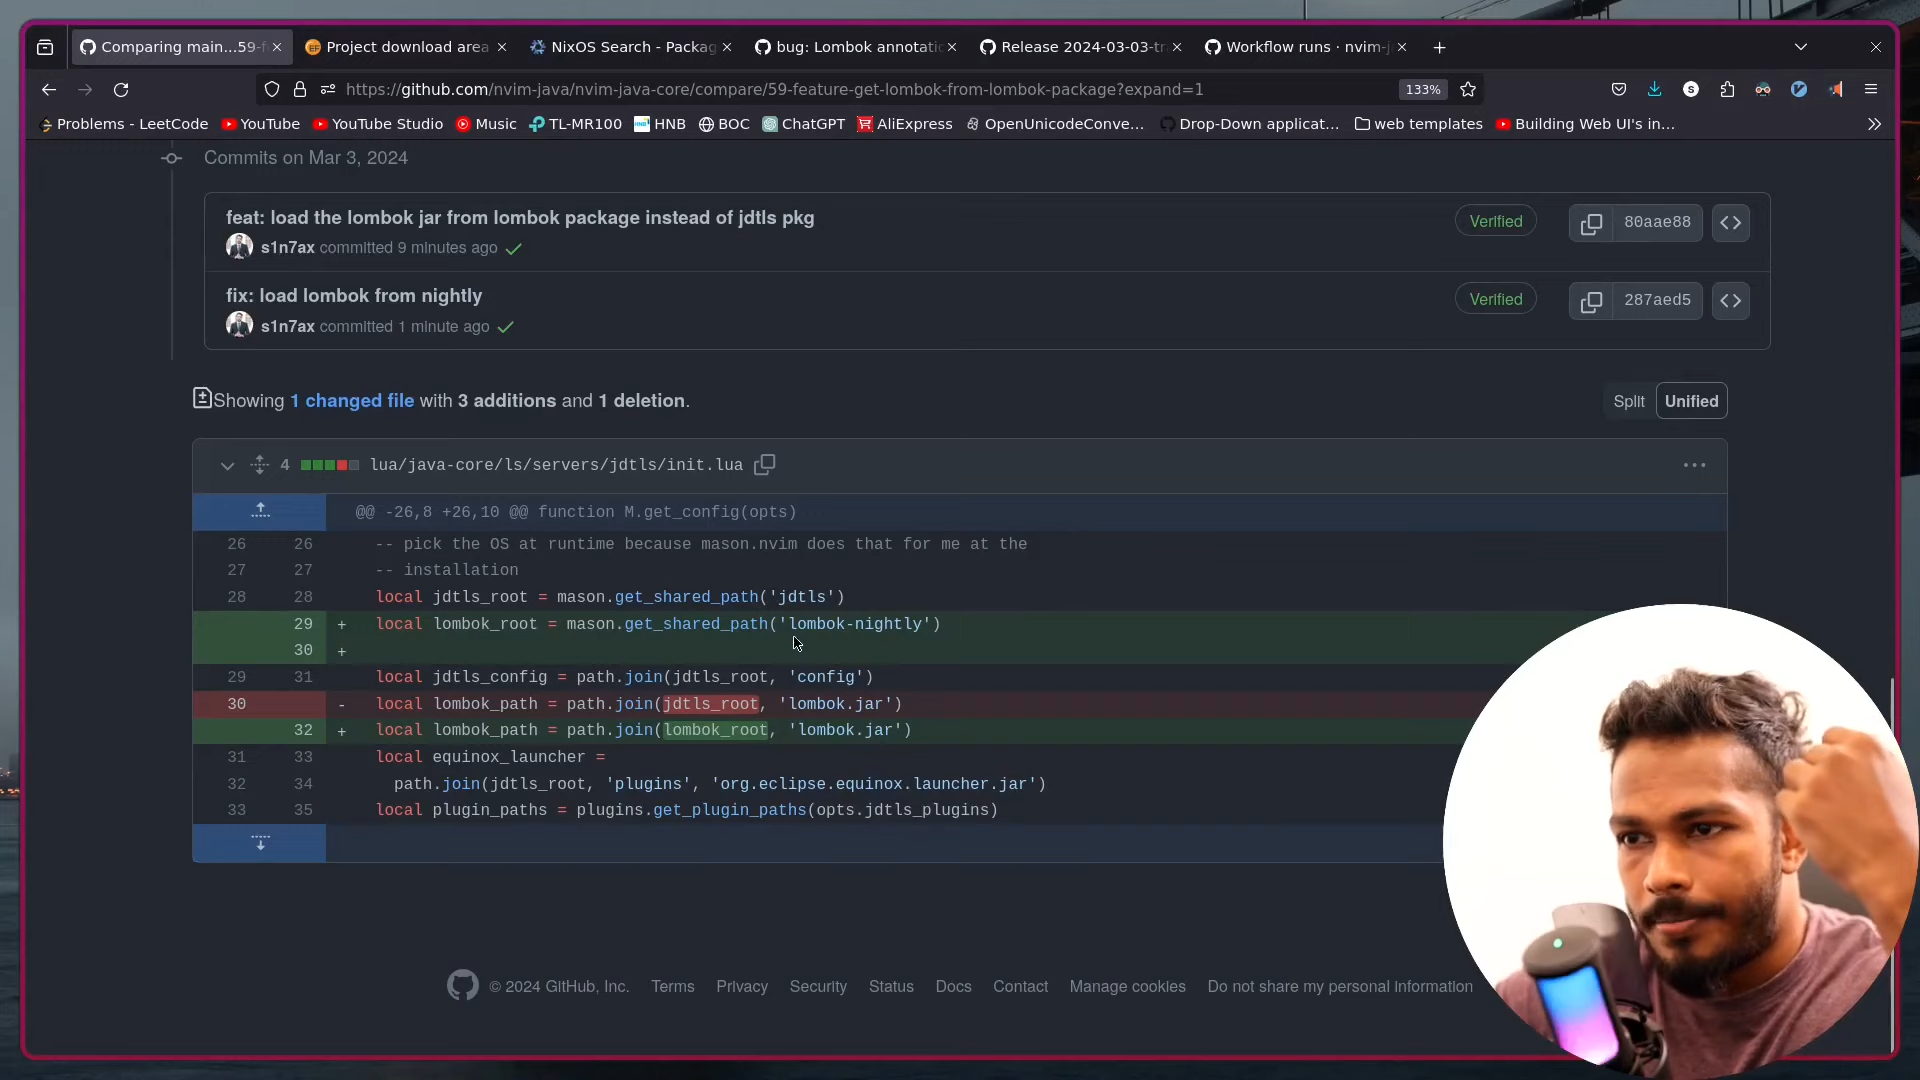 Comparing main...59-f
Project download area
NixOS Search - Packag
bug: Lombok annotati
Release 2024-03-03-tr
Workflow runs · nvim-j
https://github.com/nvim-java/nvim-java-core/compare/59-feature-get-lombok-from-lombok-package?expand=1
133%
Problems - LeetCode
YouTube
YouTube Studio
Music
TL-MR100
HNB
BOC
ChatGPT
AliExpress
OpenUnicodeConve...
Drop-Down applicat...
web templates
Building Web UI's in...
Commits on Mar 3, 2024
feat: load the lombok jar from lombok package instead of jdtls pkg
s1n7ax committed 9 minutes ago
Verified
80aae88
fix: load lombok from nightly
s1n7ax committed 1 minute ago
Verified
287aed5
Showing 1 changed file with 3 additions and 1 deletion.
Split
Unified
4 lua/java-core/ls/servers/jdtls/init.lua
@@ -26,8 +26,10 @@ function M.get_config(opts)
26 26 -- pick the OS at runtime because mason.nvim does that for me at the
27 27 -- installation
28 28 local jdtls_root = mason.get_shared_path('jdtls')
29 + local lombok_root = mason.get_shared_path('lombok-nightly')
30 +
29 31 local jdtls_config = path.join(jdtls_root, 'config')
30 - local lombok_path = path.join(jdtls_root, 'lombok.jar')
32 + local lombok_path = path.join(lombok_root, 'lombok.jar')
31 33 local equinox_launcher =
32 34 path.join(jdtls_root, 'plugins', 'org.eclipse.equinox.launcher.jar')
33 35 local plugin_paths = plugins.get_plugin_paths(opts.jdtls_plugins)
© 2024 GitHub, Inc.
Terms
Privacy
Security
Status
Docs
Contact
Manage cookies
Do not share my personal information